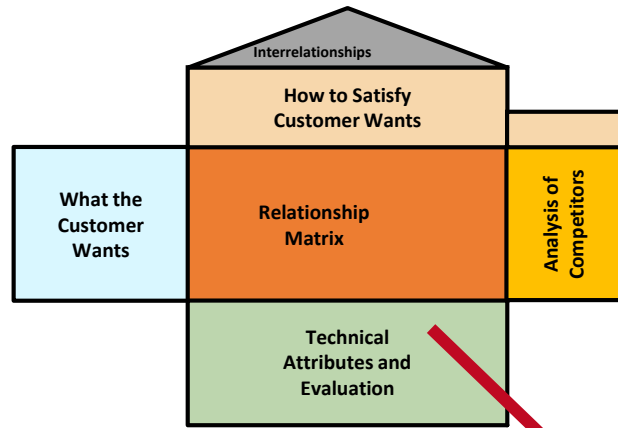 Interrelationships
How to Satisfy
Customer Wants
What the
Customer
Wants
Relationship
Matrix
Analysis of
Competitors
Technical
Attributes and
Evaluation